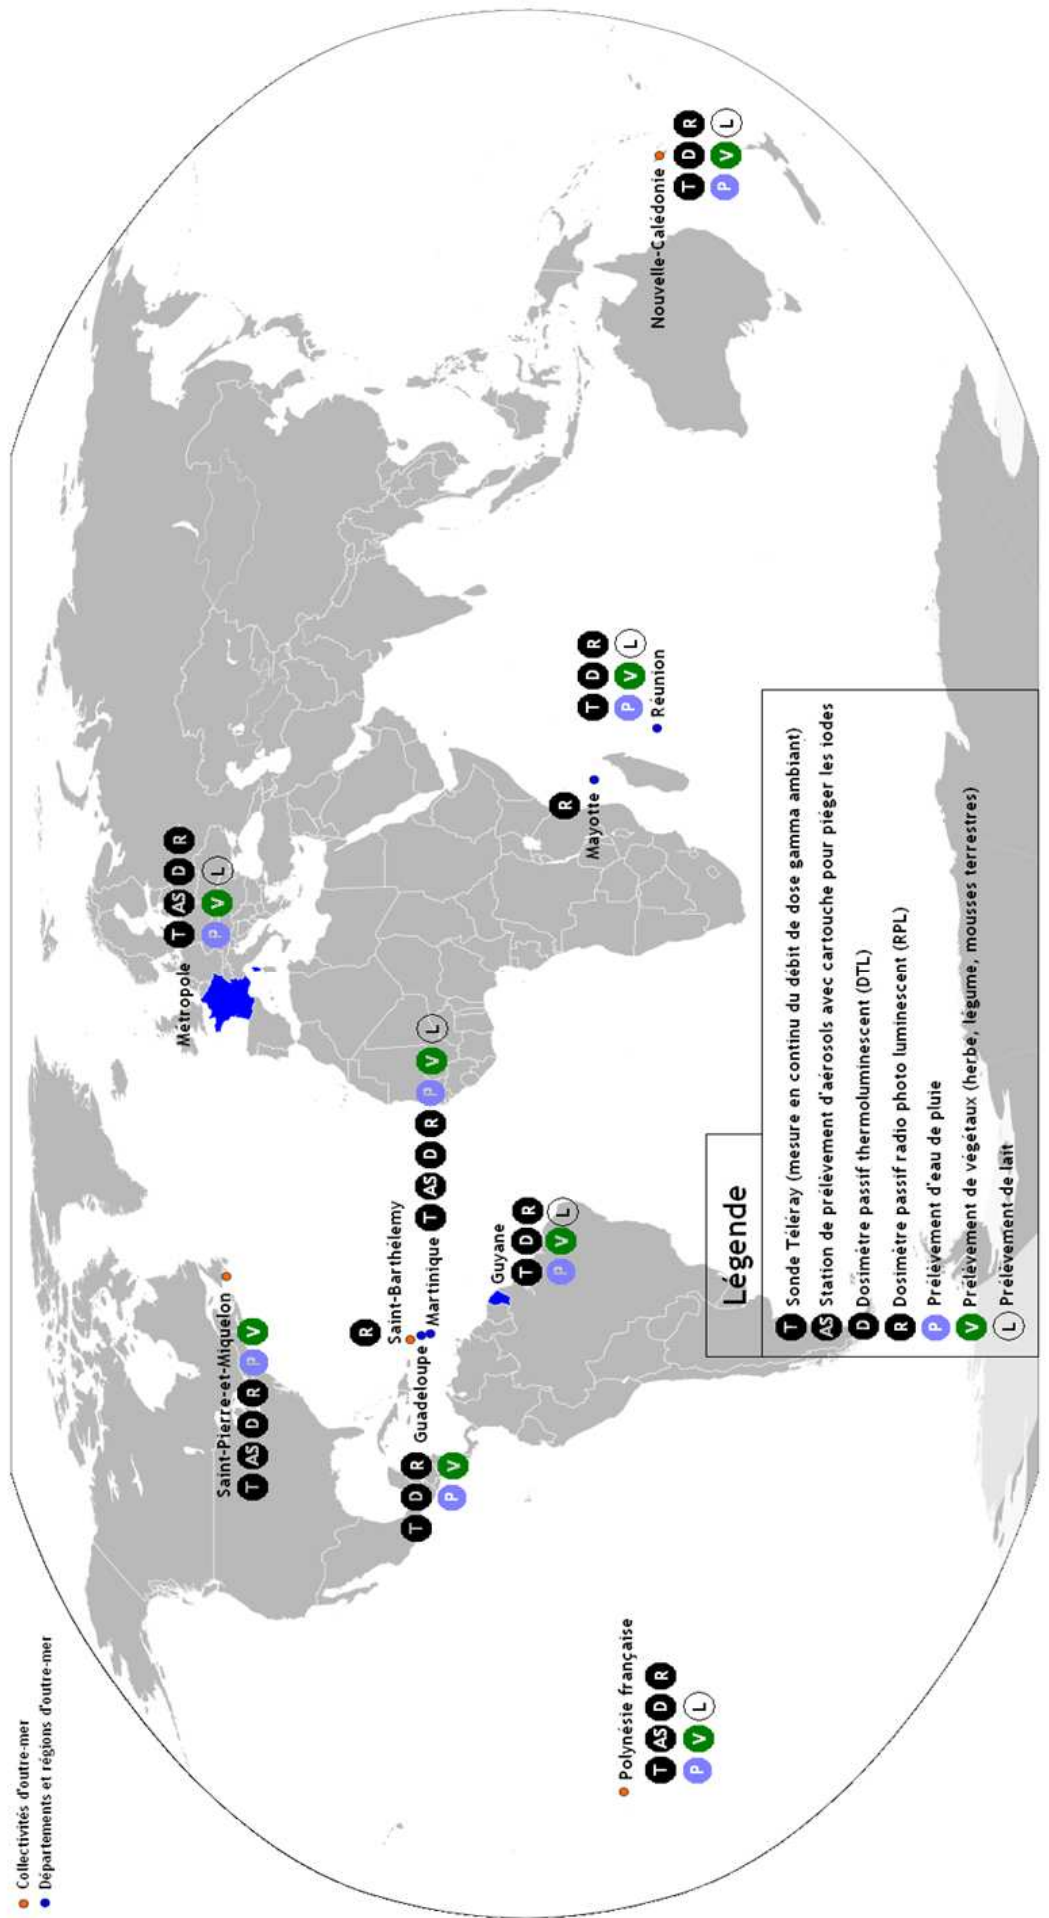 Collectivités d'outre-mer
Départements et régions d'outre-mer
Métropole
T AS D R
P V L
Saint-Pierre-et-Miquelon
T AS D R P V
R
Saint-Barthélemy
Guadeloupe
T D R
P V
Martinique
T AS D R P V L
Guyane
T D R
P V L
R
Mayotte
T D R
P V L
Réunion
Nouvelle-Calédonie
T D R
P V L
Polynésie française
T AS D R
P V L
Légende
T Sonde Téléray (mesure en continu du débit de dose gamma ambiant)
AS Station de prélèvement d'aérosols avec cartouche pour piéger les iodes
D Dosimètre passif thermoluminescent (DTL)
R Dosimètre passif radio photo luminescent (RPL)
P Prélèvement d'eau de pluie
V Prélèvement de végétaux (herbe, légume, mousses terrestres)
L Prélèvement de lait